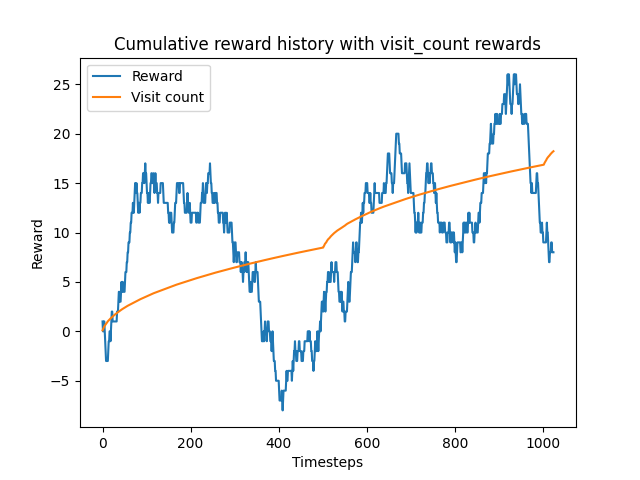 Cumulative reward history with visit_count rewards
Reward
Visit count
25
20
15
10
5
0
−5
Reward
0
200
400
600
800
1000
Timesteps